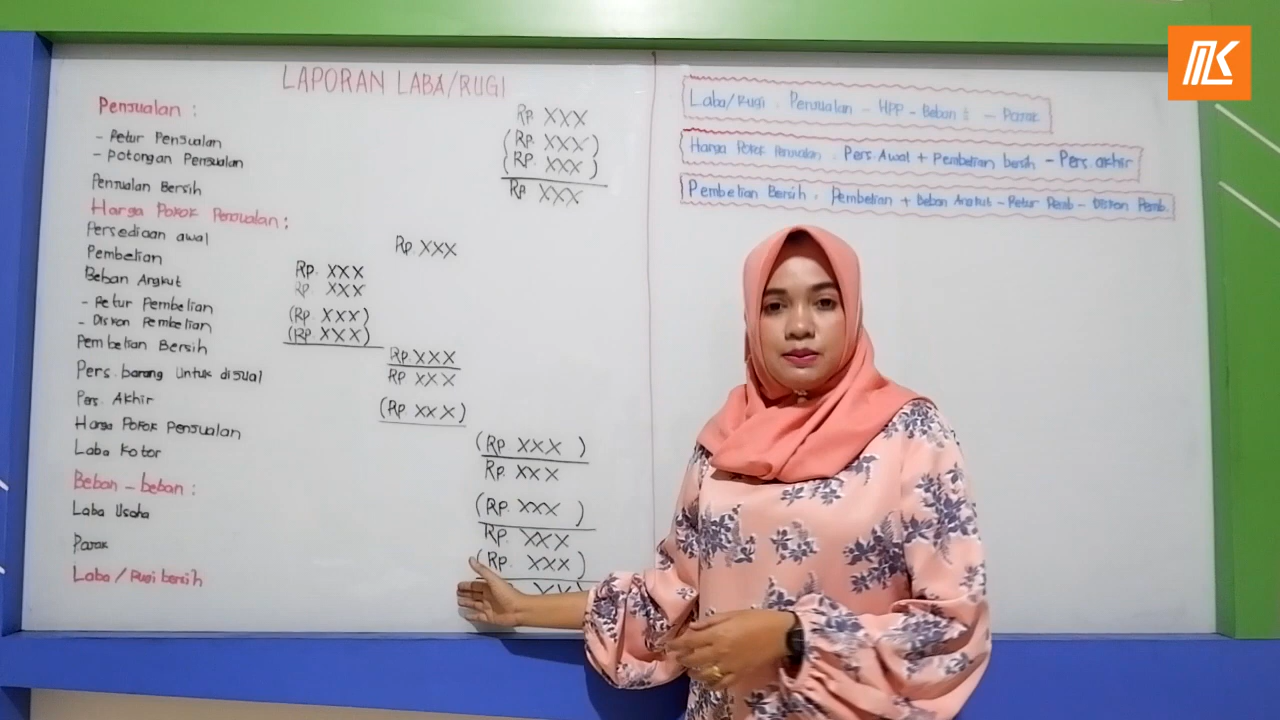 LAPORAN LABA/RUGI
Penjualan : Rp XXX
- Retur Penjualan (Rp. XXX)
- Potongan Penjualan (Rp. XXX)
Penjualan Bersih Rp XXX
Harga Pokok Penjualan :
Persediaan awal Rp. XXX
Pembelian Rp. XXX
Beban Angkut Rp. XXX
- Retur Pembelian (Rp. XXX)
- Diskon Pembelian (Rp. XXX)
Pembelian Bersih Rp. XXX
Pers. barang Untuk dijual Rp XXX
Pers. Akhir (Rp. XXX)
Harga Pokok Penjualan (Rp XXX)
Laba Kotor Rp XXX
Beban - beban : (Rp. XXX)
Laba Usaha Rp. XXX
Pajak (Rp. XXX)
Laba / Rugi bersih XX
Laba/Rugi : Penjualan - HPP - Beban² - Pajak
Harga Pokok Penjualan : Pers. Awal + Pembelian bersih - Pers. akhir
Pembelian Bersih : Pembelian + Beban Angkut - Retur Pemb - Diskon Pemb.